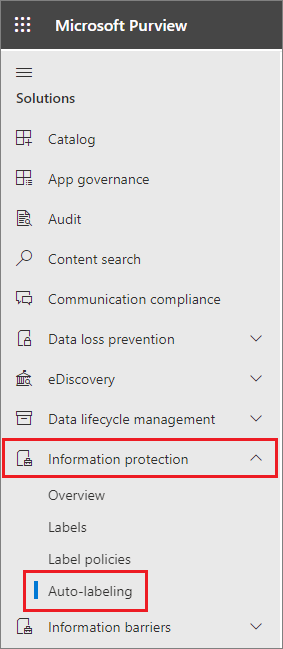 Microsoft Purview
Solutions
Catalog
App governance
Audit
Content search
Communication compliance
Data loss prevention
eDiscovery
Data lifecycle management
Information protection
Overview
Labels
Label policies
Auto-labeling
Information barriers